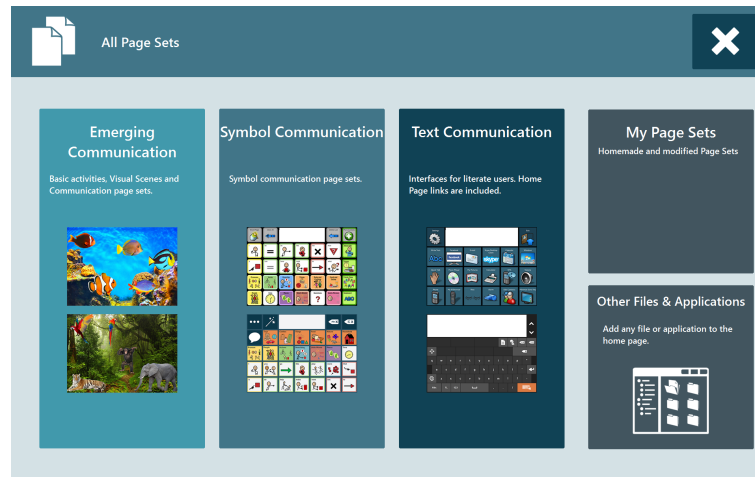 All Page Sets
Emerging
Communication
Basic activities, Visual Scenes and
Communication page sets.
Symbol Communication
Symbol communication page sets.
Text Communication
Interfaces for literate users. Home
Page links are included.
skype
My Page Sets
Homemade and modified Page Sets
Other Files & Applications
Add any file or application to the
home page.